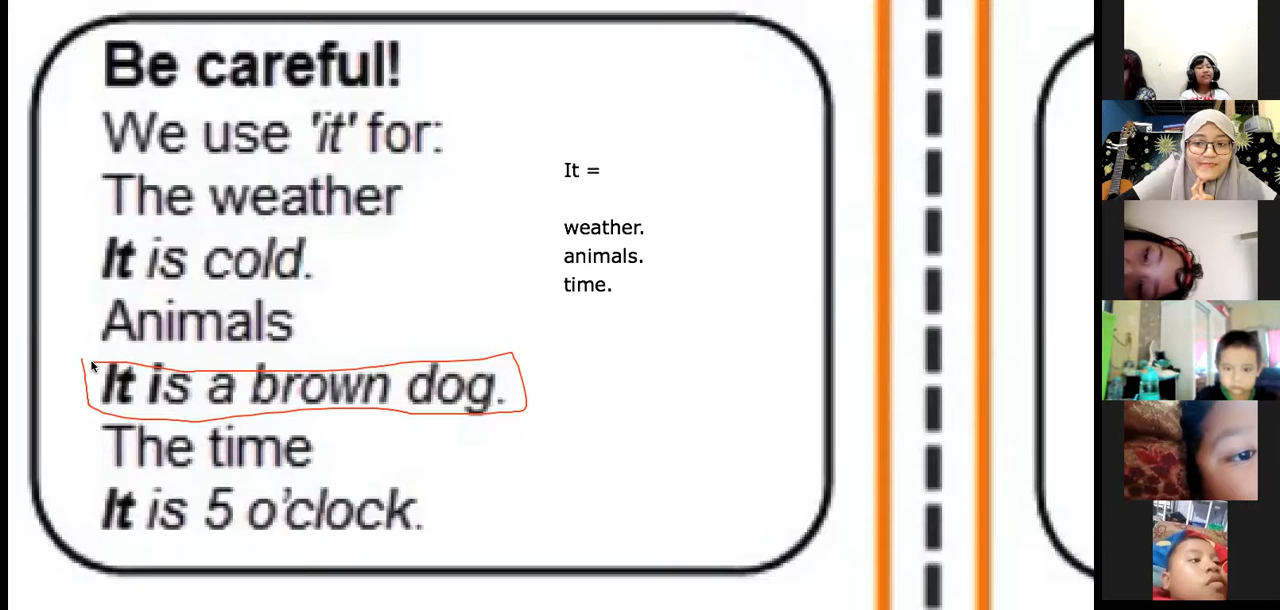 Be careful!
We use 'it' for:
The weather
It is cold.
Animals
It is a brown dog.
The time
It is 5 o'clock.
It =
weather.
animals.
time.